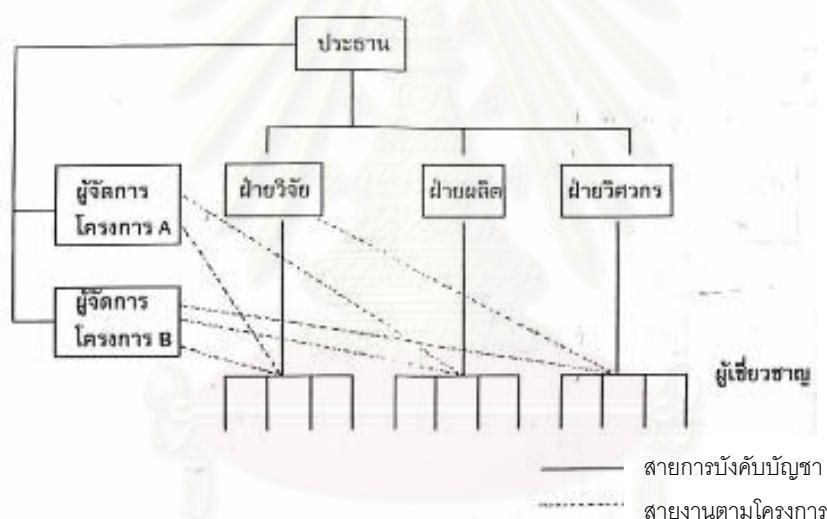 ประธาน
ฝ่ายวิจัย
ฝ่ายผลิต
ฝ่ายวิศวกร
ผู้จัดการ
โครงการ A
ผู้จัดการ
โครงการ B
ผู้เชี่ยวชาญ
สายการบังคับบัญชา
สายงานตามโครงการ